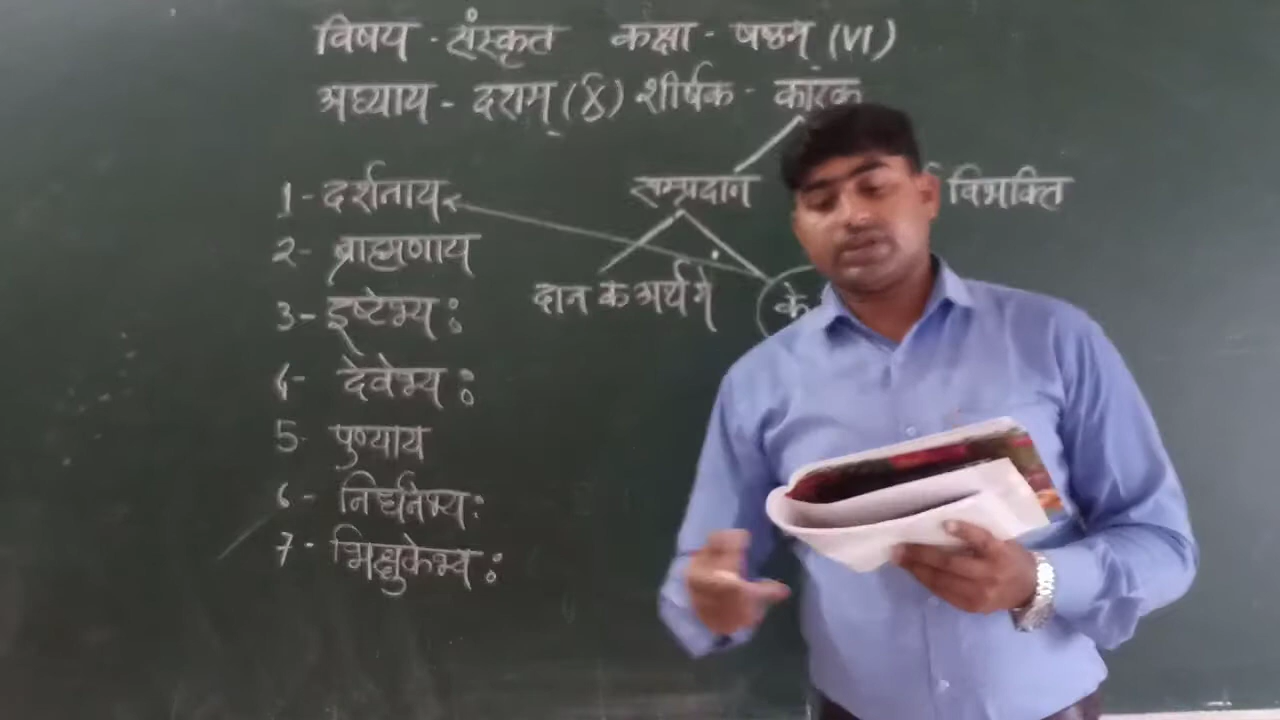 विषय - संस्कृत कक्षा - षष्ठम् (VI)
अध्याय - दशम् (X) शीर्षक - कारक
सम्प्रदान विभक्ति
दान क अर्थ में के
1 - दर्शनाय
2 - ब्राह्मणाय
3 - इष्टेभ्य:
4 - देवेभ्य:
5 - पुण्याय
6 - निर्धनेभ्य:
7 - भिक्षुकेभ्य: